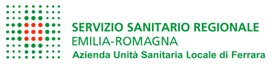 SERVIZIO SANITARIO REGIONALE
EMILIA-ROMAGNA
Azienda Unità Sanitaria Locale di Ferrara